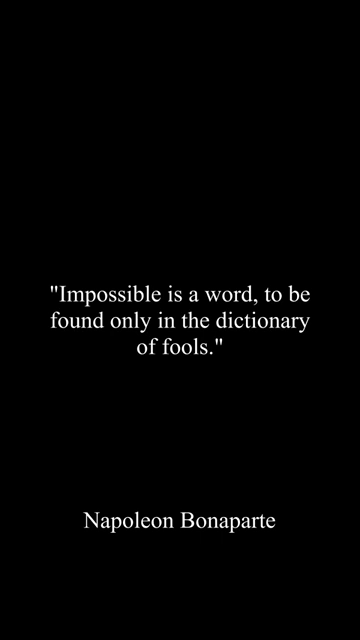 "Impossible is a word, to be
found only in the dictionary
of fools."
Napoleon Bonaparte